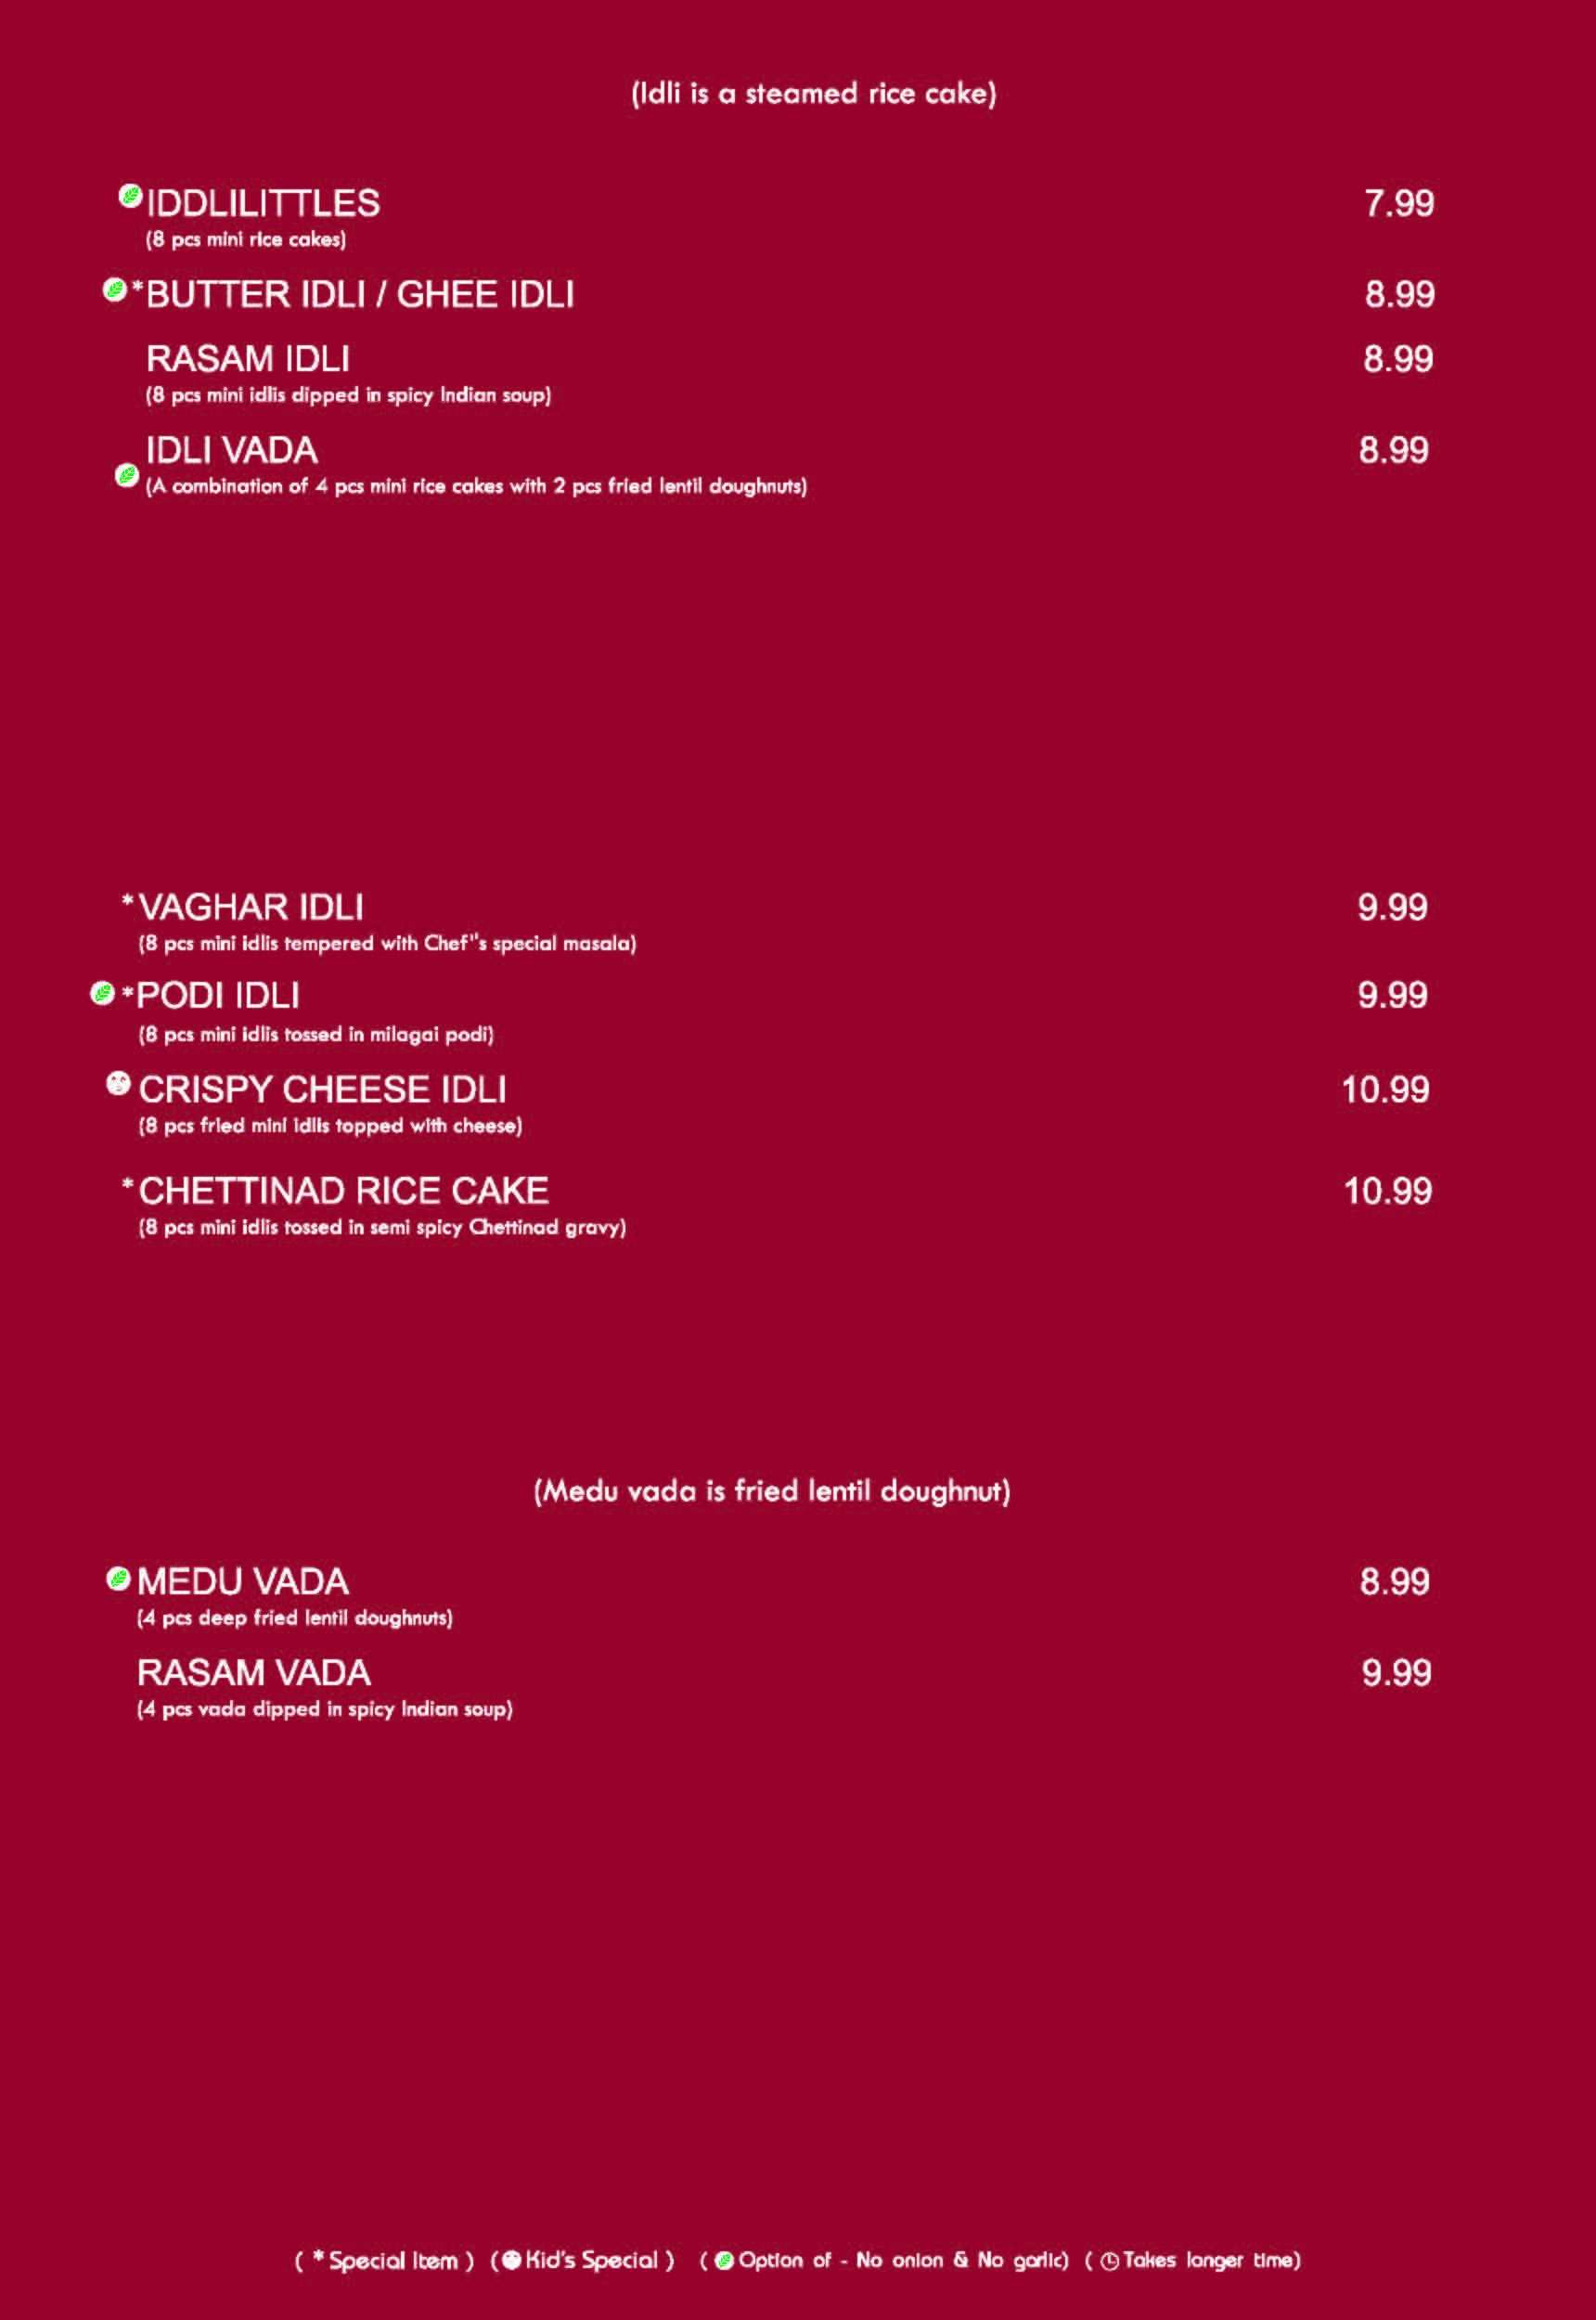 (Idli is a steamed rice cake)
IDDLILITTLES 7.99
(8 pcs mini rice cakes)
*BUTTER IDLI / GHEE IDLI 8.99
RASAM IDLI 8.99
(8 pcs mini idlis dipped in spicy Indian soup)
IDLI VADA 8.99
(A combination of 4 pcs mini rice cakes with 2 pcs fried lentil doughnuts)
*VAGHAR IDLI 9.99
(8 pcs mini idlis tempered with Chef"s special masala)
*PODI IDLI 9.99
(8 pcs mini idlis tossed in milagai podi)
CRISPY CHEESE IDLI 10.99
(8 pcs fried mini idlis topped with cheese)
*CHETTINAD RICE CAKE 10.99
(8 pcs mini idlis tossed in semi spicy Chettinad gravy)
(Medu vada is fried lentil doughnut)
MEDU VADA 8.99
(4 pcs deep fried lentil doughnuts)
RASAM VADA 9.99
(4 pcs vada dipped in spicy Indian soup)
( * Special Item ) ( Kid's Special ) ( Option of - No onion & No garlic) ( Takes longer time)